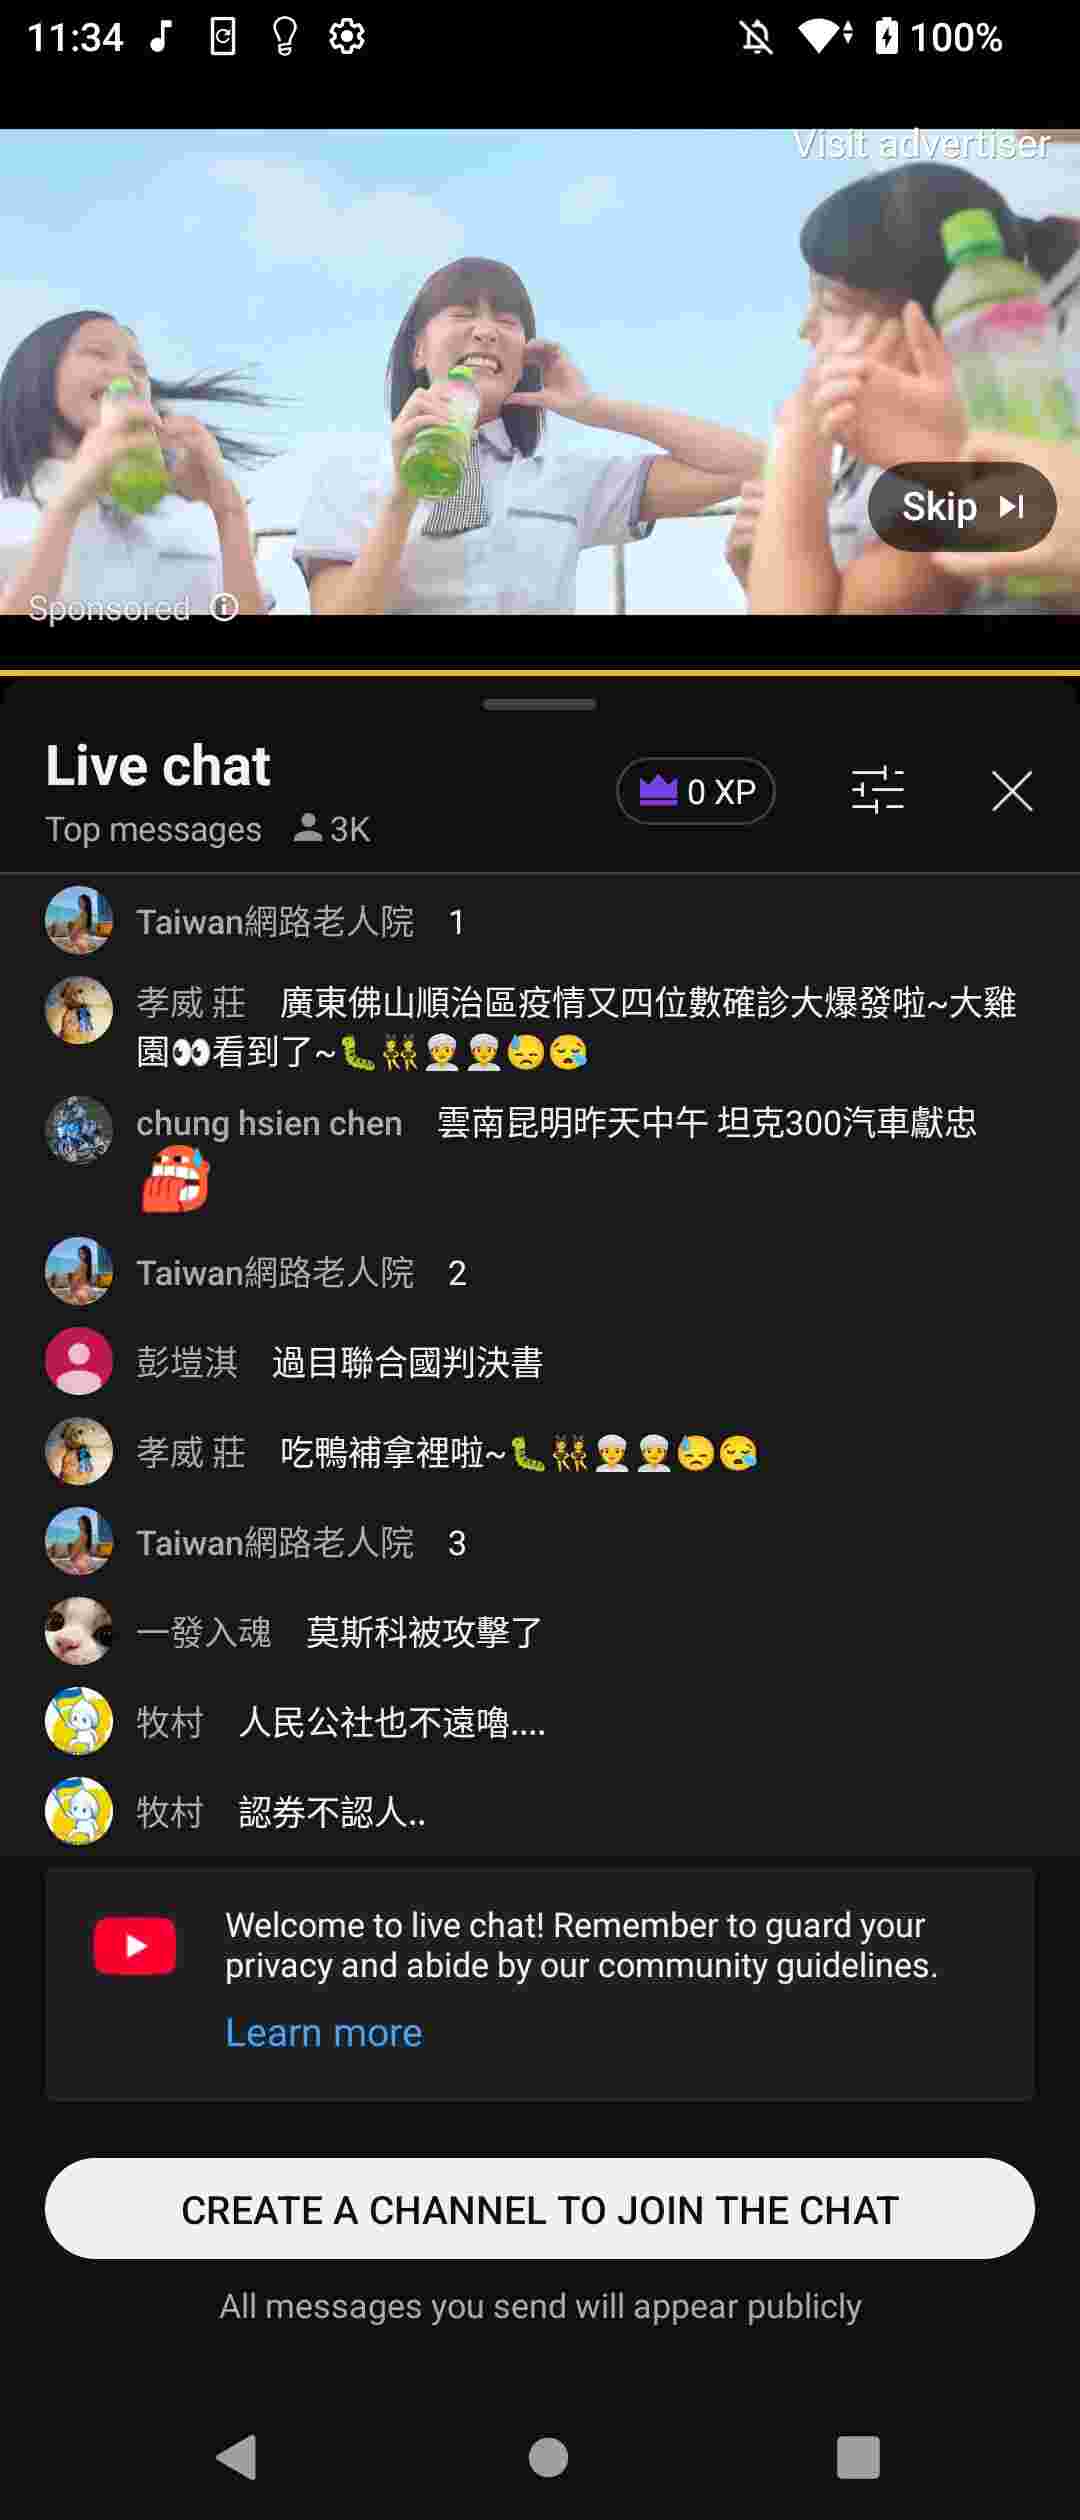 11:34
100%
Visit advertiser
Skip
Sponsored
Live chat
Top messages 3K
0 XP
Taiwan網路老人院 1
孝威 莊 廣東佛山順治區疫情又四位數確診大爆發啦~大雞
園👀看到了~🐛👯👳👳😓😪
chung hsien chen 雲南昆明昨天中午 坦克300汽車獻忠
Taiwan網路老人院 2
彭塏淇 過目聯合國判決書
孝威 莊 吃鴨補拿裡啦~🐛👯👳👳😓😪
Taiwan網路老人院 3
一發入魂 莫斯科被攻擊了
牧村 人民公社也不遠嚕....
牧村 認券不認人..
Welcome to live chat! Remember to guard your
privacy and abide by our community guidelines.
Learn more
CREATE A CHANNEL TO JOIN THE CHAT
All messages you send will appear publicly